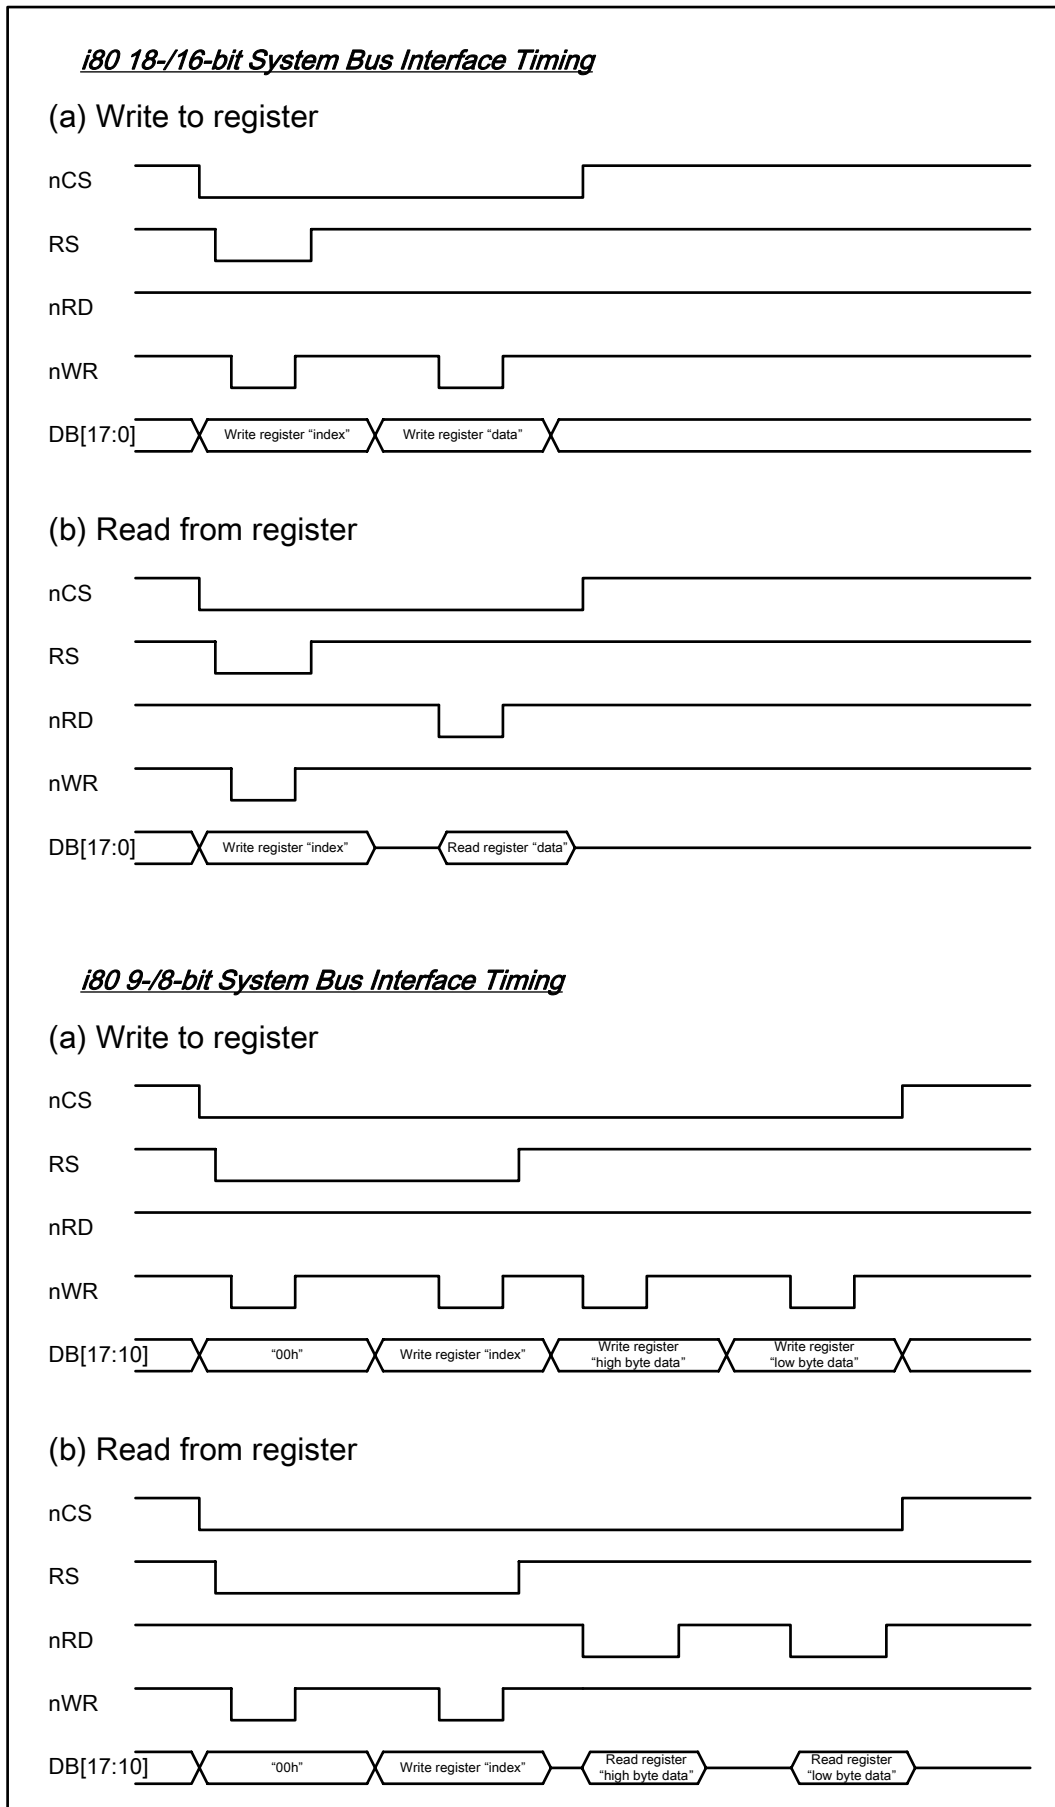 i80 18-/16-bit System Bus Interface Timing
(a) Write to register
nCS
RS
nRD
nWR
DB[17:0]
Write register “index”
Write register “data”
(b) Read from register
nCS
RS
nRD
nWR
DB[17:0]
Write register “index”
Read register “data”
i80 9-/8-bit System Bus Interface Timing
(a) Write to register
nCS
RS
nRD
nWR
DB[17:10]
“00h”
Write register “index”
Write register
“high byte data”
Write register
“low byte data”
(b) Read from register
nCS
RS
nRD
nWR
DB[17:10]
“00h”
Write register “index”
Read register
“high byte data”
Read register
“low byte data”